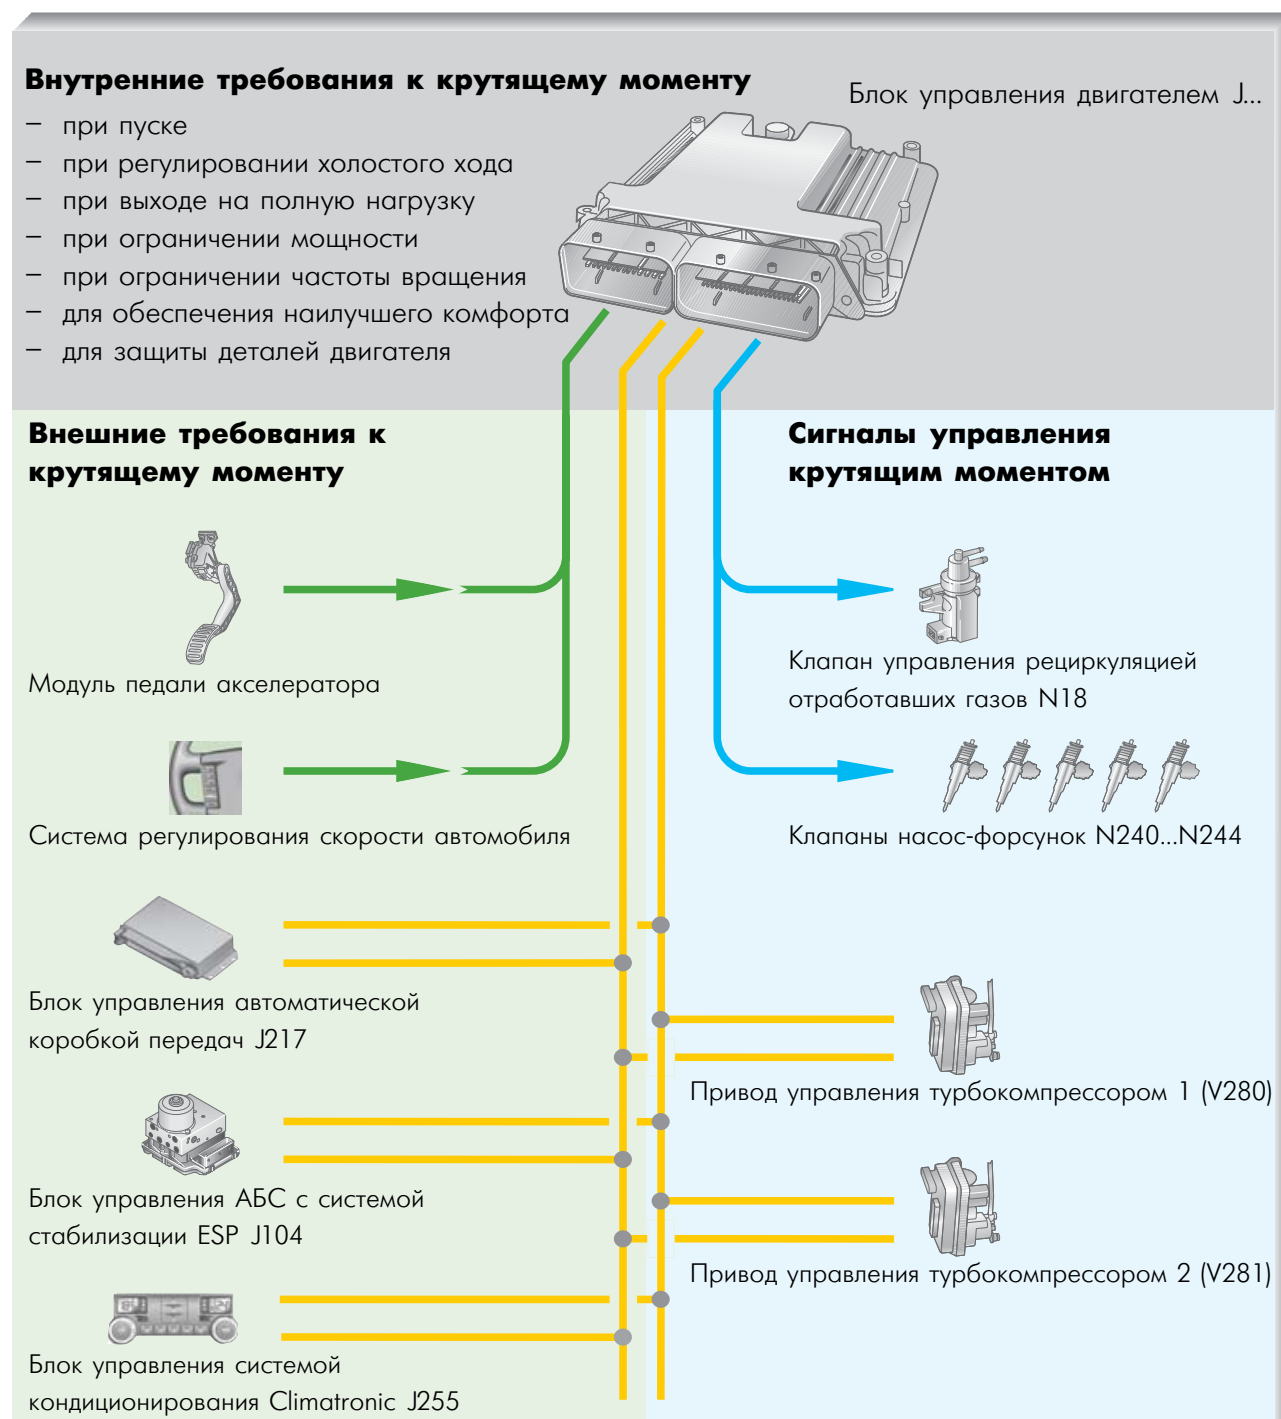 Внутренние требования к крутящему моменту
Блок управления двигателем J...
– при пуске
– при регулировании холостого хода
– при выходе на полную нагрузку
– при ограничении мощности
– при ограничении частоты вращения
– для обеспечения наилучшего комфорта
– для защиты деталей двигателя
Внешние требования к
крутящему моменту
Модуль педали акселератора
Система регулирования скорости автомобиля
Блок управления автоматической
коробкой передач J217
Блок управления АБС с системой
стабилизации ESP J104
Блок управления системой
кондиционирования Climatronic J255
Сигналы управления
крутящим моментом
Клапан управления рециркуляцией
отработавших газов N18
Клапаны насос-форсунок N240...N244
Привод управления турбокомпрессором 1 (V280)
Привод управления турбокомпрессором 2 (V281)